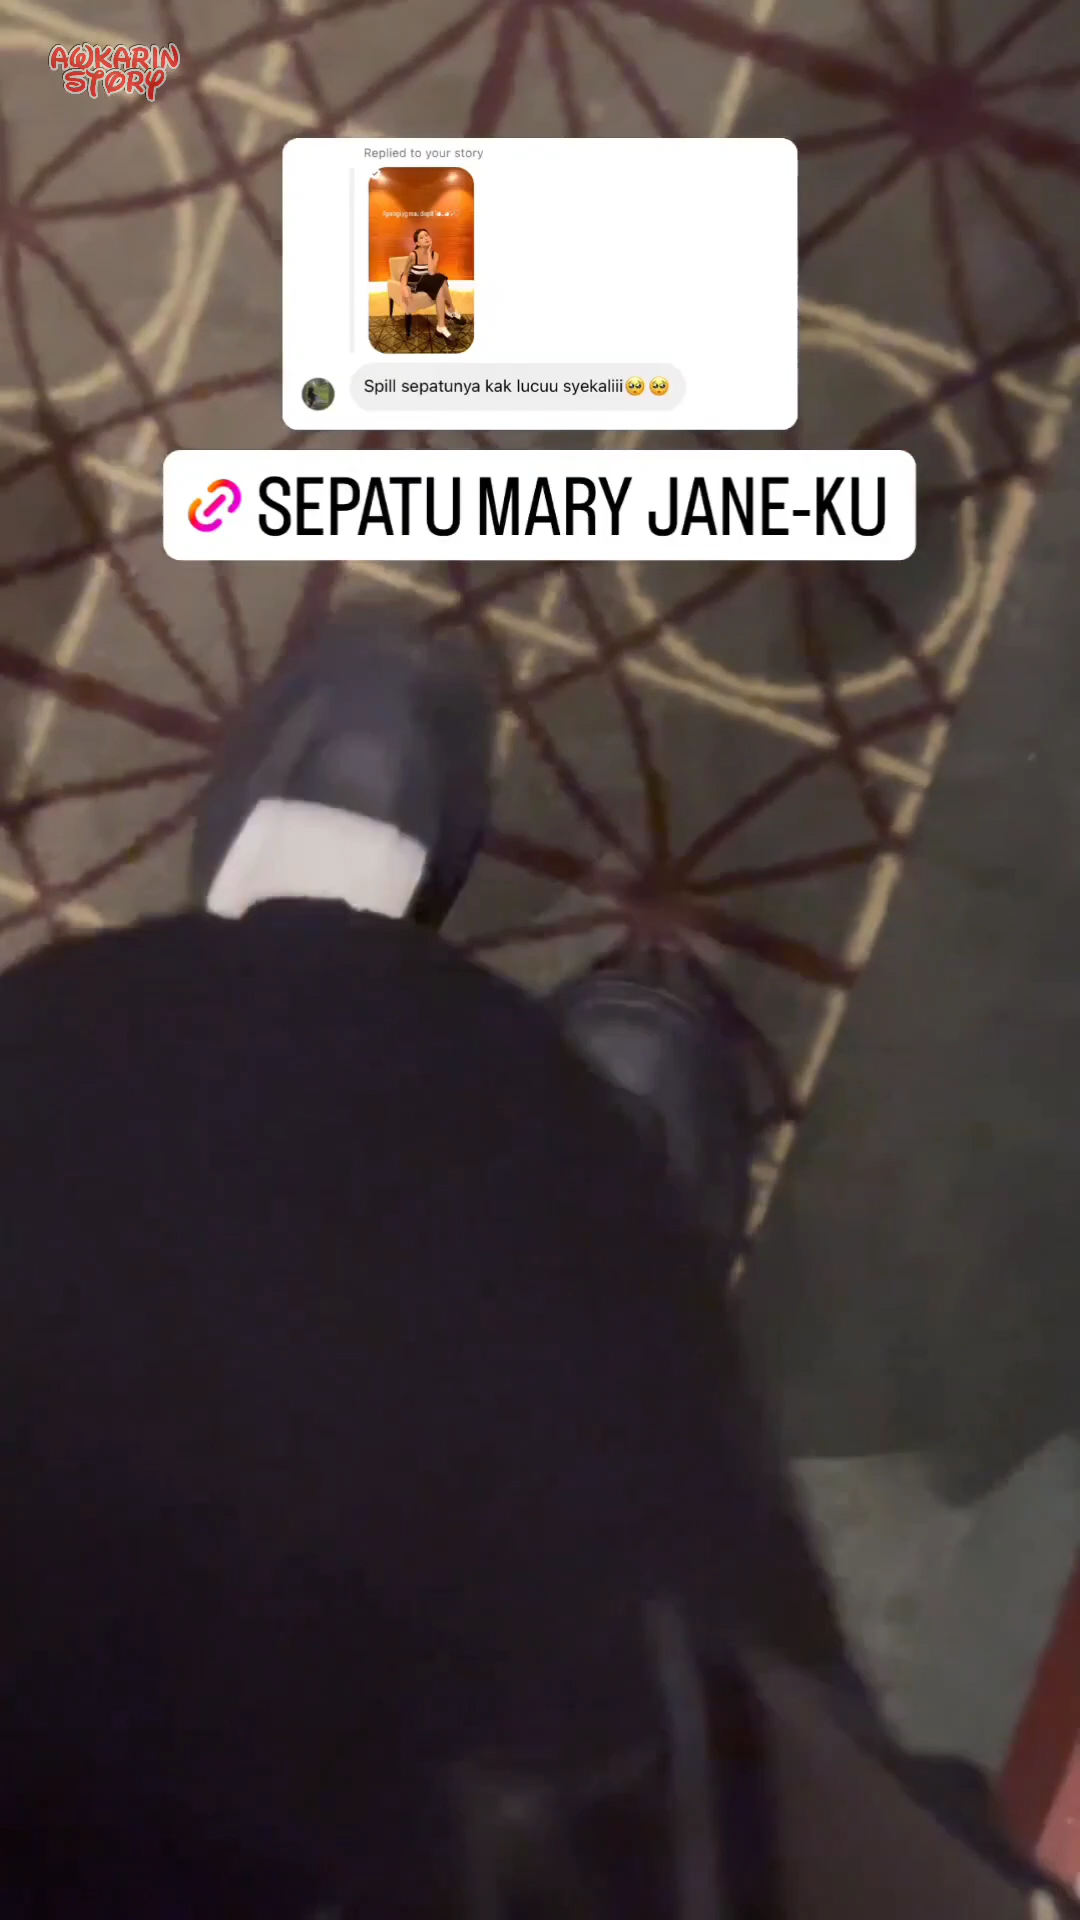 AWKARIN
STORY
Replied to your story
Spill sepatunya kak lucuu syekaliii🥹🥹
SEPATU MARY JANE-KU